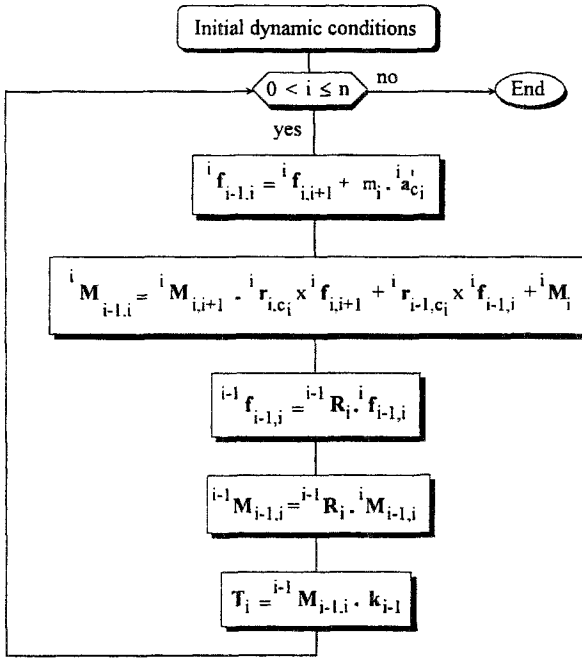 Initial dynamic conditions
0 < i ≤ n
no
End
yes
ⁱf_{i-1,i} = ⁱf_{i,i+1} + m_i . ⁱa'_{c_i}
ⁱM_{i-1,i} = ⁱM_{i,i+1} - ⁱr_{i,c_i} x ⁱf_{i,i+1} + ⁱr_{i-1,c_i} x ⁱf_{i-1,i} + ⁱM_i
ⁱ⁻¹f_{i-1,i} = ⁱ⁻¹R_i . ⁱf_{i-1,i}
ⁱ⁻¹M_{i-1,i} = ⁱ⁻¹R_i . ⁱM_{i-1,i}
T_i = ⁱ⁻¹M_{i-1,i} . k_{i-1}